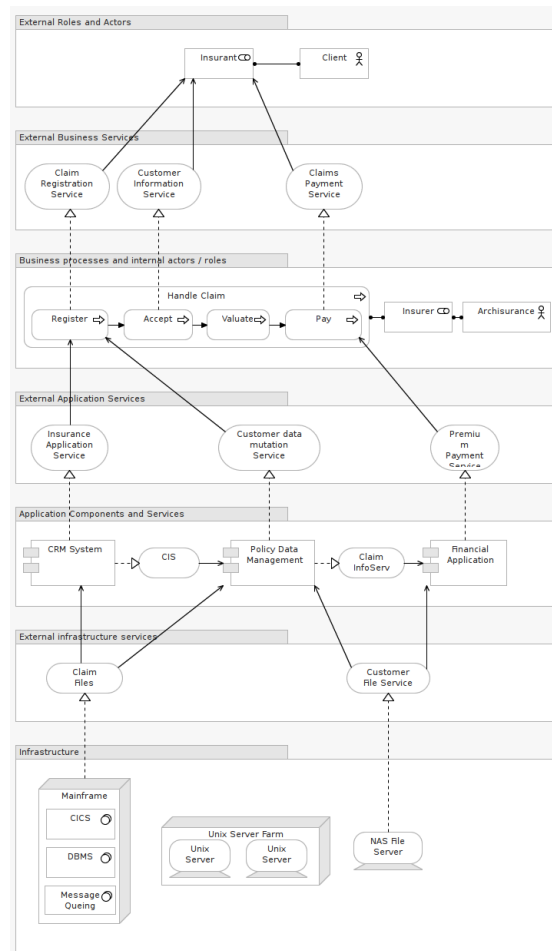 External Roles and Actors
Insurant
Client
External Business Services
Claim
Registration
Service
Customer
Information
Service
Claims
Payment
Service
Business processes and internal actors / roles
Handle Claim
Register
Accept
Valuate
Pay
Insurer
Archisurance
External Application Services
Insurance
Application
Service
Customer data
mutation
Service
Premiu
m
Payment
Service
Application Components and Services
CRM System
CIS
Policy Data
Management
Claim
InfoServ
Financial
Application
External infrastructure services
Claim
Files
Customer
File Service
Infrastructure
Mainframe
CICS
DBMS
Message
Queing
Unix Server Farm
Unix
Server
Unix
Server
NAS File
Server